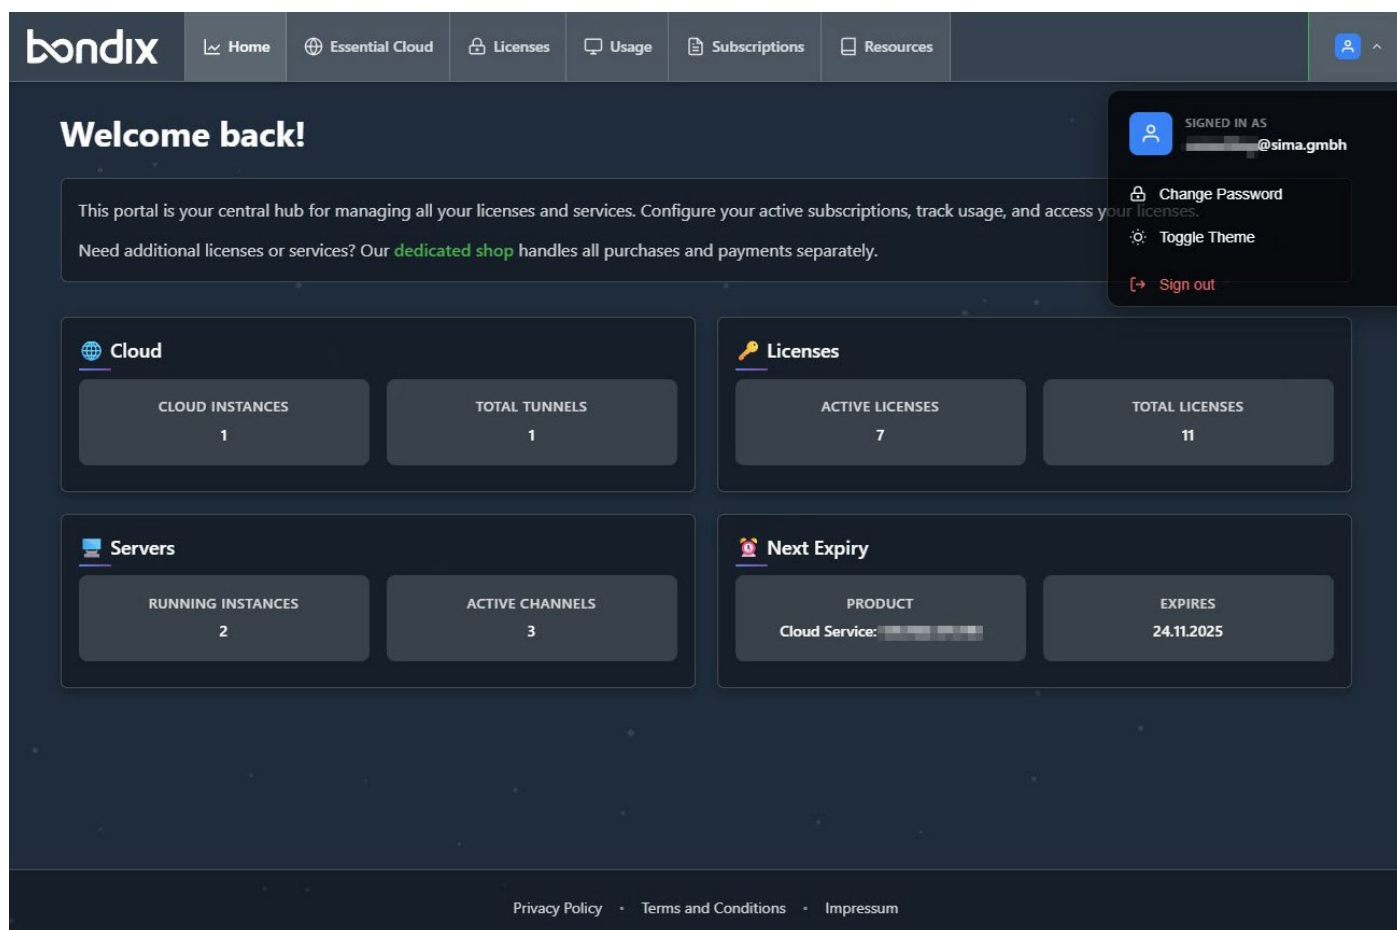 bondix
Home
Essential Cloud
Licenses
Usage
Subscriptions
Resources
Welcome back!
SIGNED IN AS
@sima.gmbh
Change Password
Toggle Theme
Sign out
This portal is your central hub for managing all your licenses and services. Configure your active subscriptions, track usage, and access your licenses.
Need additional licenses or services? Our dedicated shop handles all purchases and payments separately.
Cloud
CLOUD INSTANCES
1
TOTAL TUNNELS
1
Licenses
ACTIVE LICENSES
7
TOTAL LICENSES
11
Servers
RUNNING INSTANCES
2
ACTIVE CHANNELS
3
Next Expiry
PRODUCT
Cloud Service:
EXPIRES
24.11.2025
Privacy Policy • Terms and Conditions • Impressum